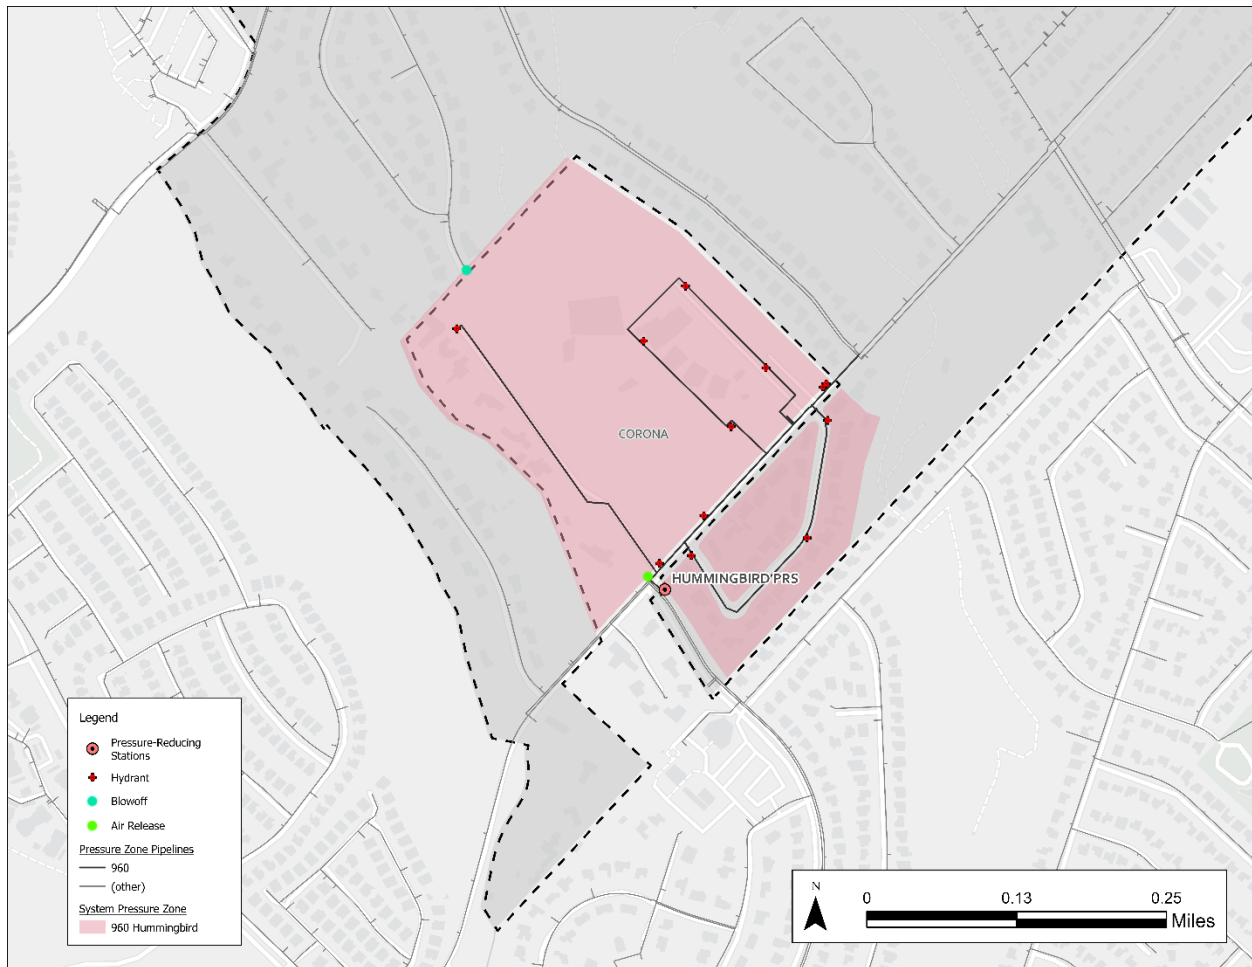 CORONA
HUMMINGBIRD PRS
Legend
Pressure-Reducing
Stations
Hydrant
Blowoff
Air Release
Pressure Zone Pipelines
960
(other)
System Pressure Zone
960 Hummingbird
N
0 0.13 0.25
Miles